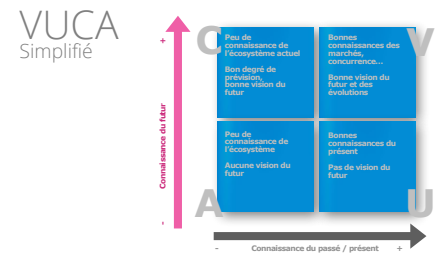 VUCA
Simplifié
+
Connaissance du futur
-
C
Peu de
connaissance de
l'écosystème actuel
Bon degré de
prévision,
bonne vision du
futur
V
Bonnes
connaissances des
marchés,
concurrence...
Bonne vision du
futur et des
évolutions
A
Peu de
connaissance de
l'écosystème
Aucune vision du
futur
U
Bonnes
connaissances du
présent
Pas de vision du
futur
- Connaissance du passé / présent +